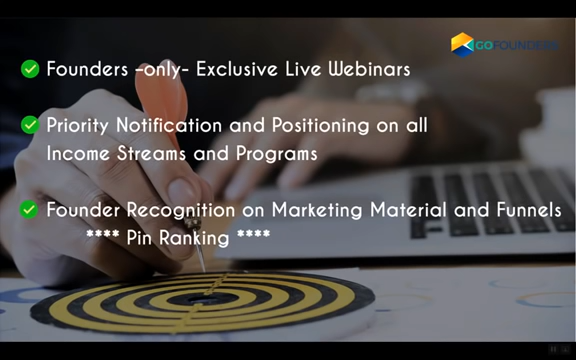 GOFOUNDERS
Founders -only- Exclusive Live Webinars
Priority Notification and Positioning on all
Income Streams and Programs
Founder Recognition on Marketing Material and Funnels
**** Pin Ranking ****